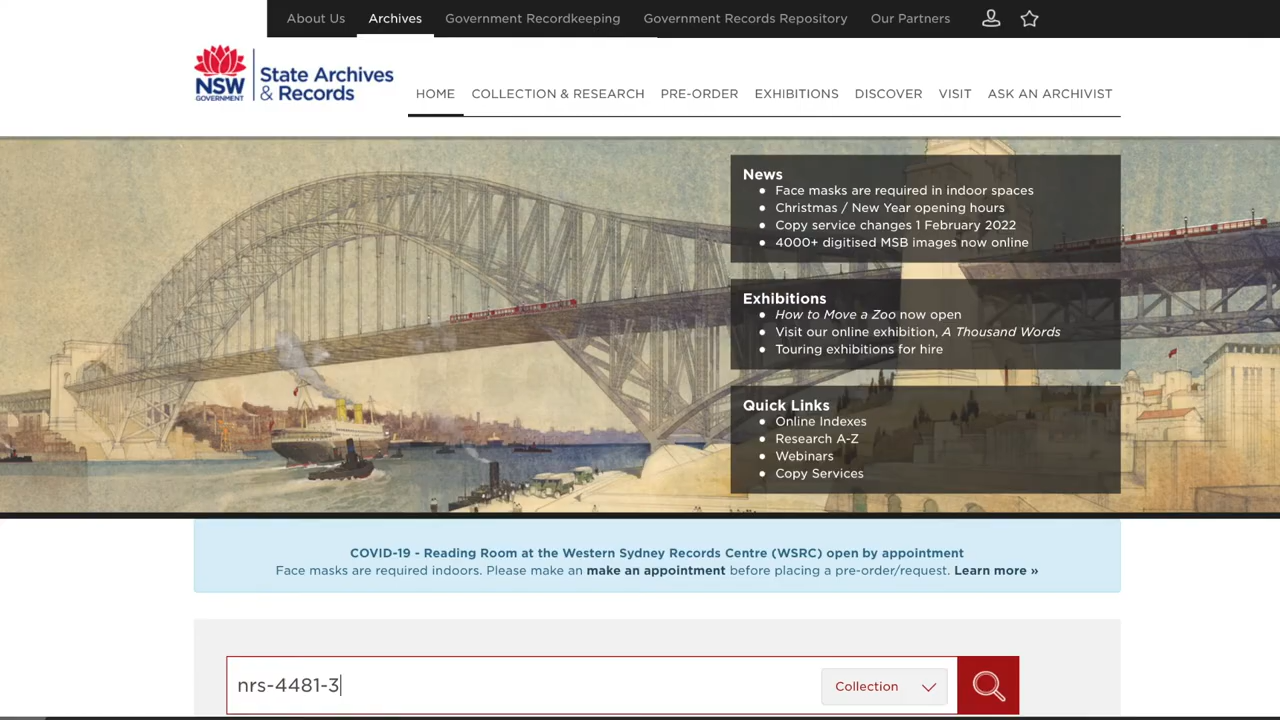 About Us Archives Government Recordkeeping Government Records Repository Our Partners
NSW GOVERNMENT State Archives & Records
HOME COLLECTION & RESEARCH PRE-ORDER EXHIBITIONS DISCOVER VISIT ASK AN ARCHIVIST
News
Face masks are required in indoor spaces
Christmas / New Year opening hours
Copy service changes 1 February 2022
4000+ digitised MSB images now online
Exhibitions
How to Move a Zoo now open
Visit our online exhibition, A Thousand Words
Touring exhibitions for hire
Quick Links
Online Indexes
Research A-Z
Webinars
Copy Services
COVID-19 - Reading Room at the Western Sydney Records Centre (WSRC) open by appointment
Face masks are required indoors. Please make an make an appointment before placing a pre-order/request. Learn more »
nrs-4481-3 Collection